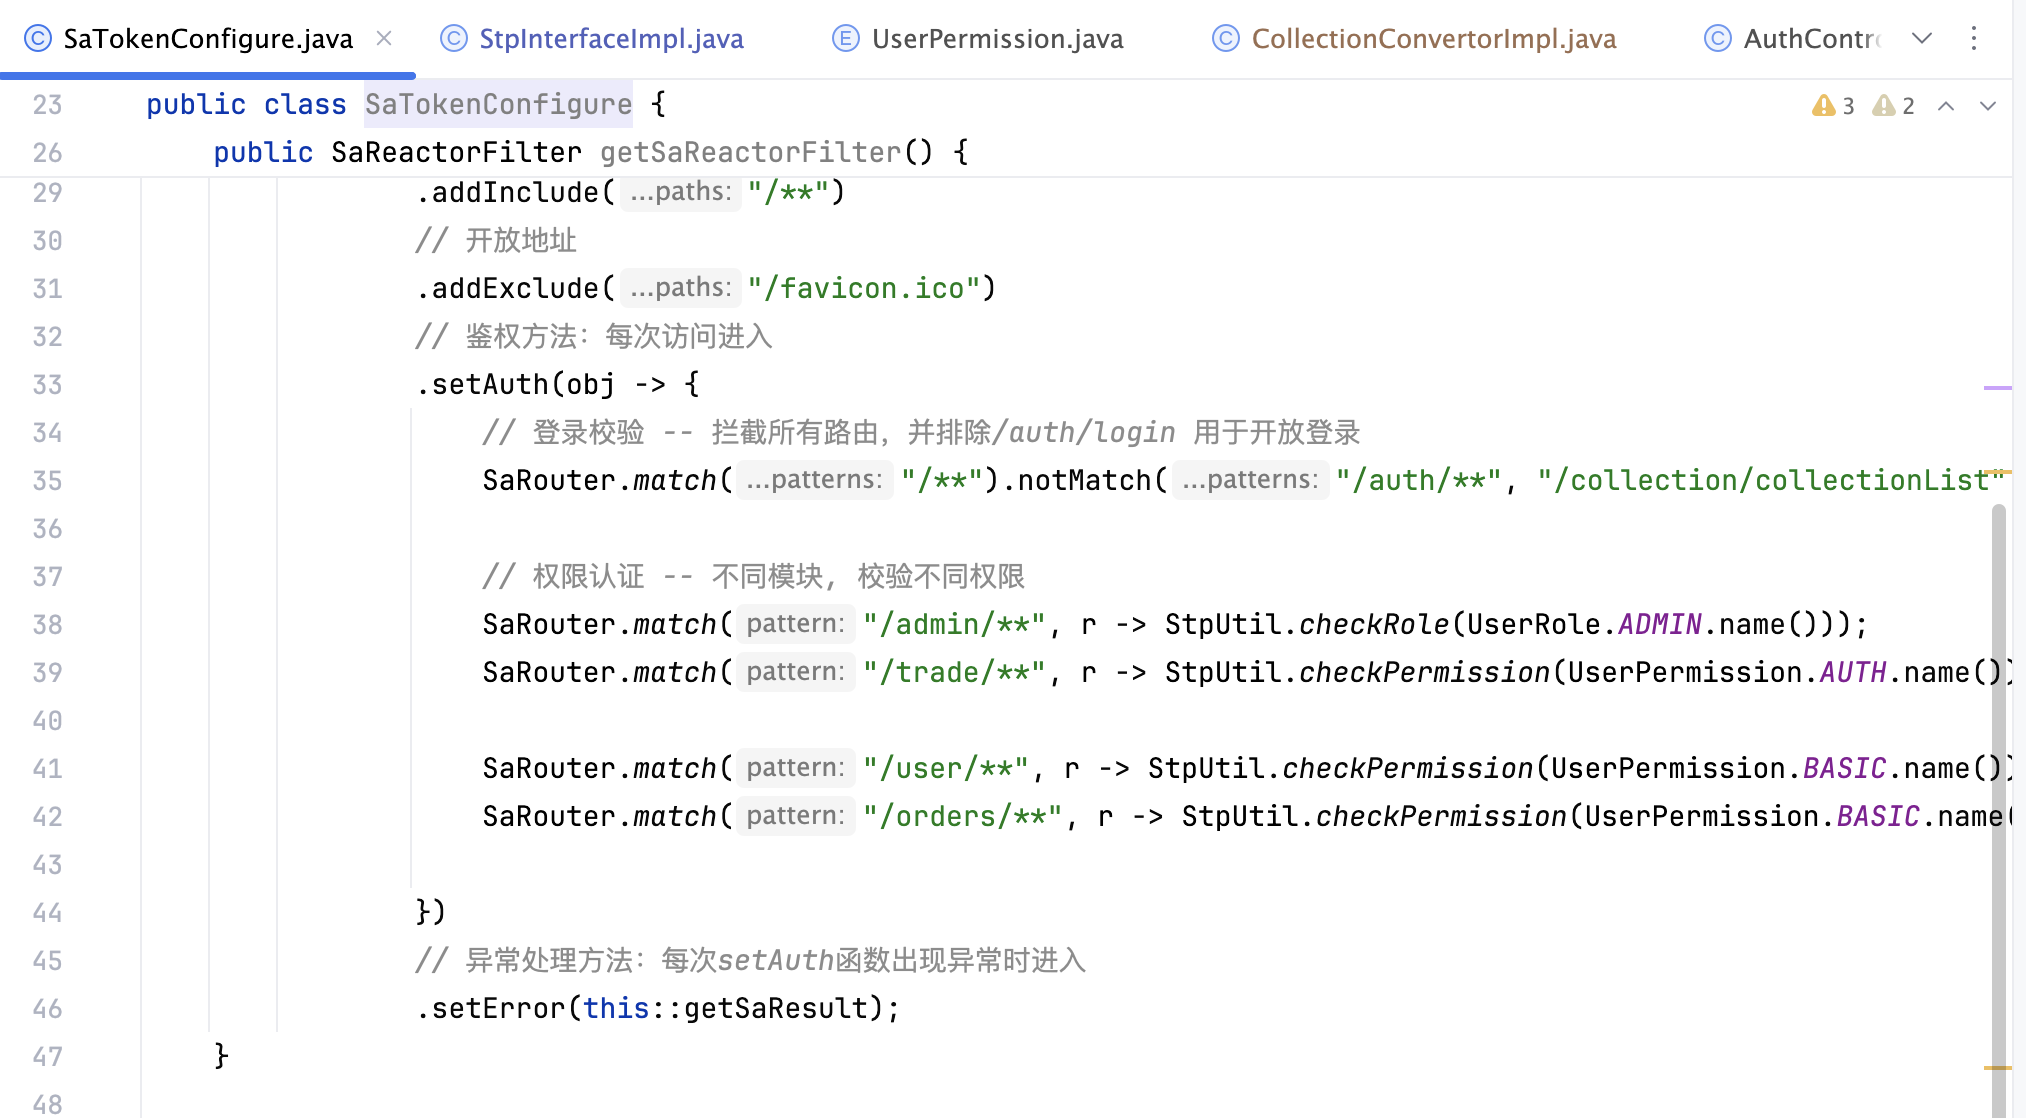 SaTokenConfigure.java StpInterfaceImpl.java UserPermission.java CollectionConvertorImpl.java AuthContr
23 public class SaTokenConfigure { 3 2
26 public SaReactorFilter getSaReactorFilter() {
29 .addInclude( ...paths: "/**")
30 // 开放地址
31 .addExclude( ...paths: "/favicon.ico")
32 // 鉴权方法：每次访问进入
33 .setAuth(obj -> {
34 // 登录校验 -- 拦截所有路由，并排除/auth/login 用于开放登录
35 SaRouter.match( ...patterns: "/**").notMatch( ...patterns: "/auth/**", "/collection/collectionList"
36
37 // 权限认证 -- 不同模块, 校验不同权限
38 SaRouter.match( pattern: "/admin/**", r -> StpUtil.checkRole(UserRole.ADMIN.name()));
39 SaRouter.match( pattern: "/trade/**", r -> StpUtil.checkPermission(UserPermission.AUTH.name())
40
41 SaRouter.match( pattern: "/user/**", r -> StpUtil.checkPermission(UserPermission.BASIC.name())
42 SaRouter.match( pattern: "/orders/**", r -> StpUtil.checkPermission(UserPermission.BASIC.name(
43
44 })
45 // 异常处理方法：每次setAuth函数出现异常时进入
46 .setError(this::getSaResult);
47 }
48